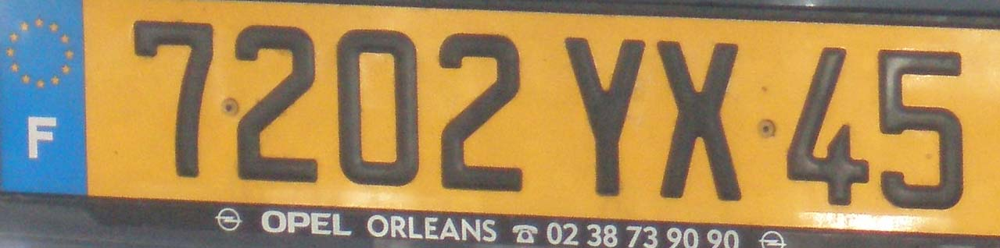 F 7202 YX 45
OPEL ORLEANS ☎ 02 38 73 90 90